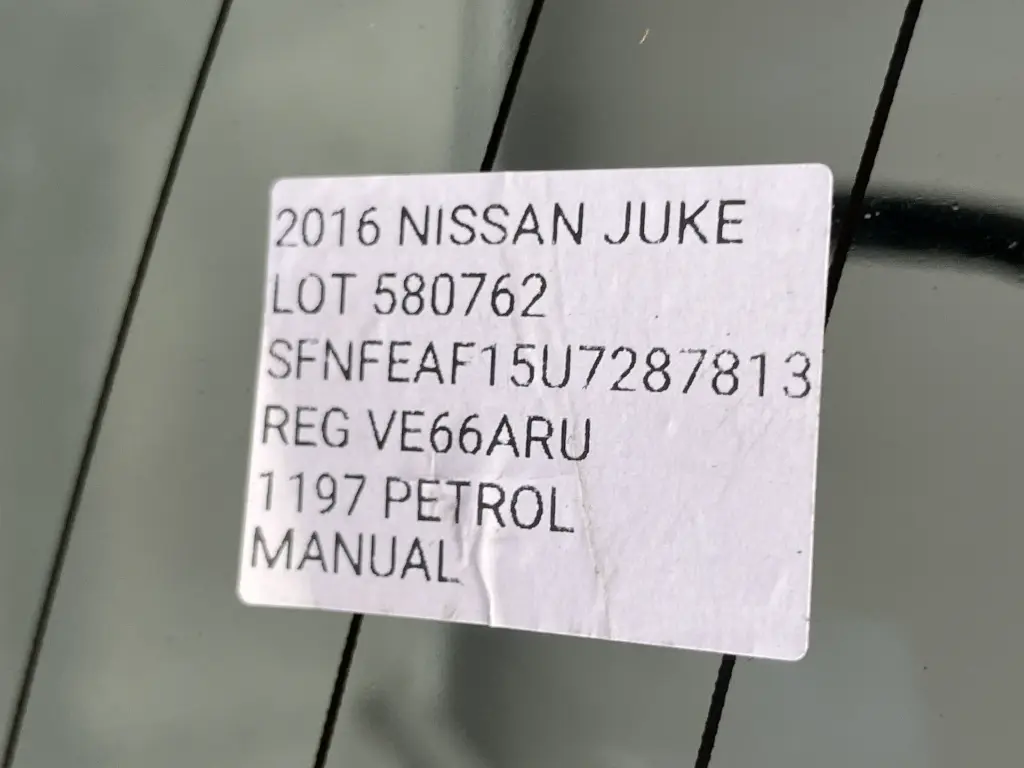 2016 NISSAN JUKE
LOT 580762
SFNFEAF15U7287813
REG VE66ARU
1197 PETROL
MANUAL